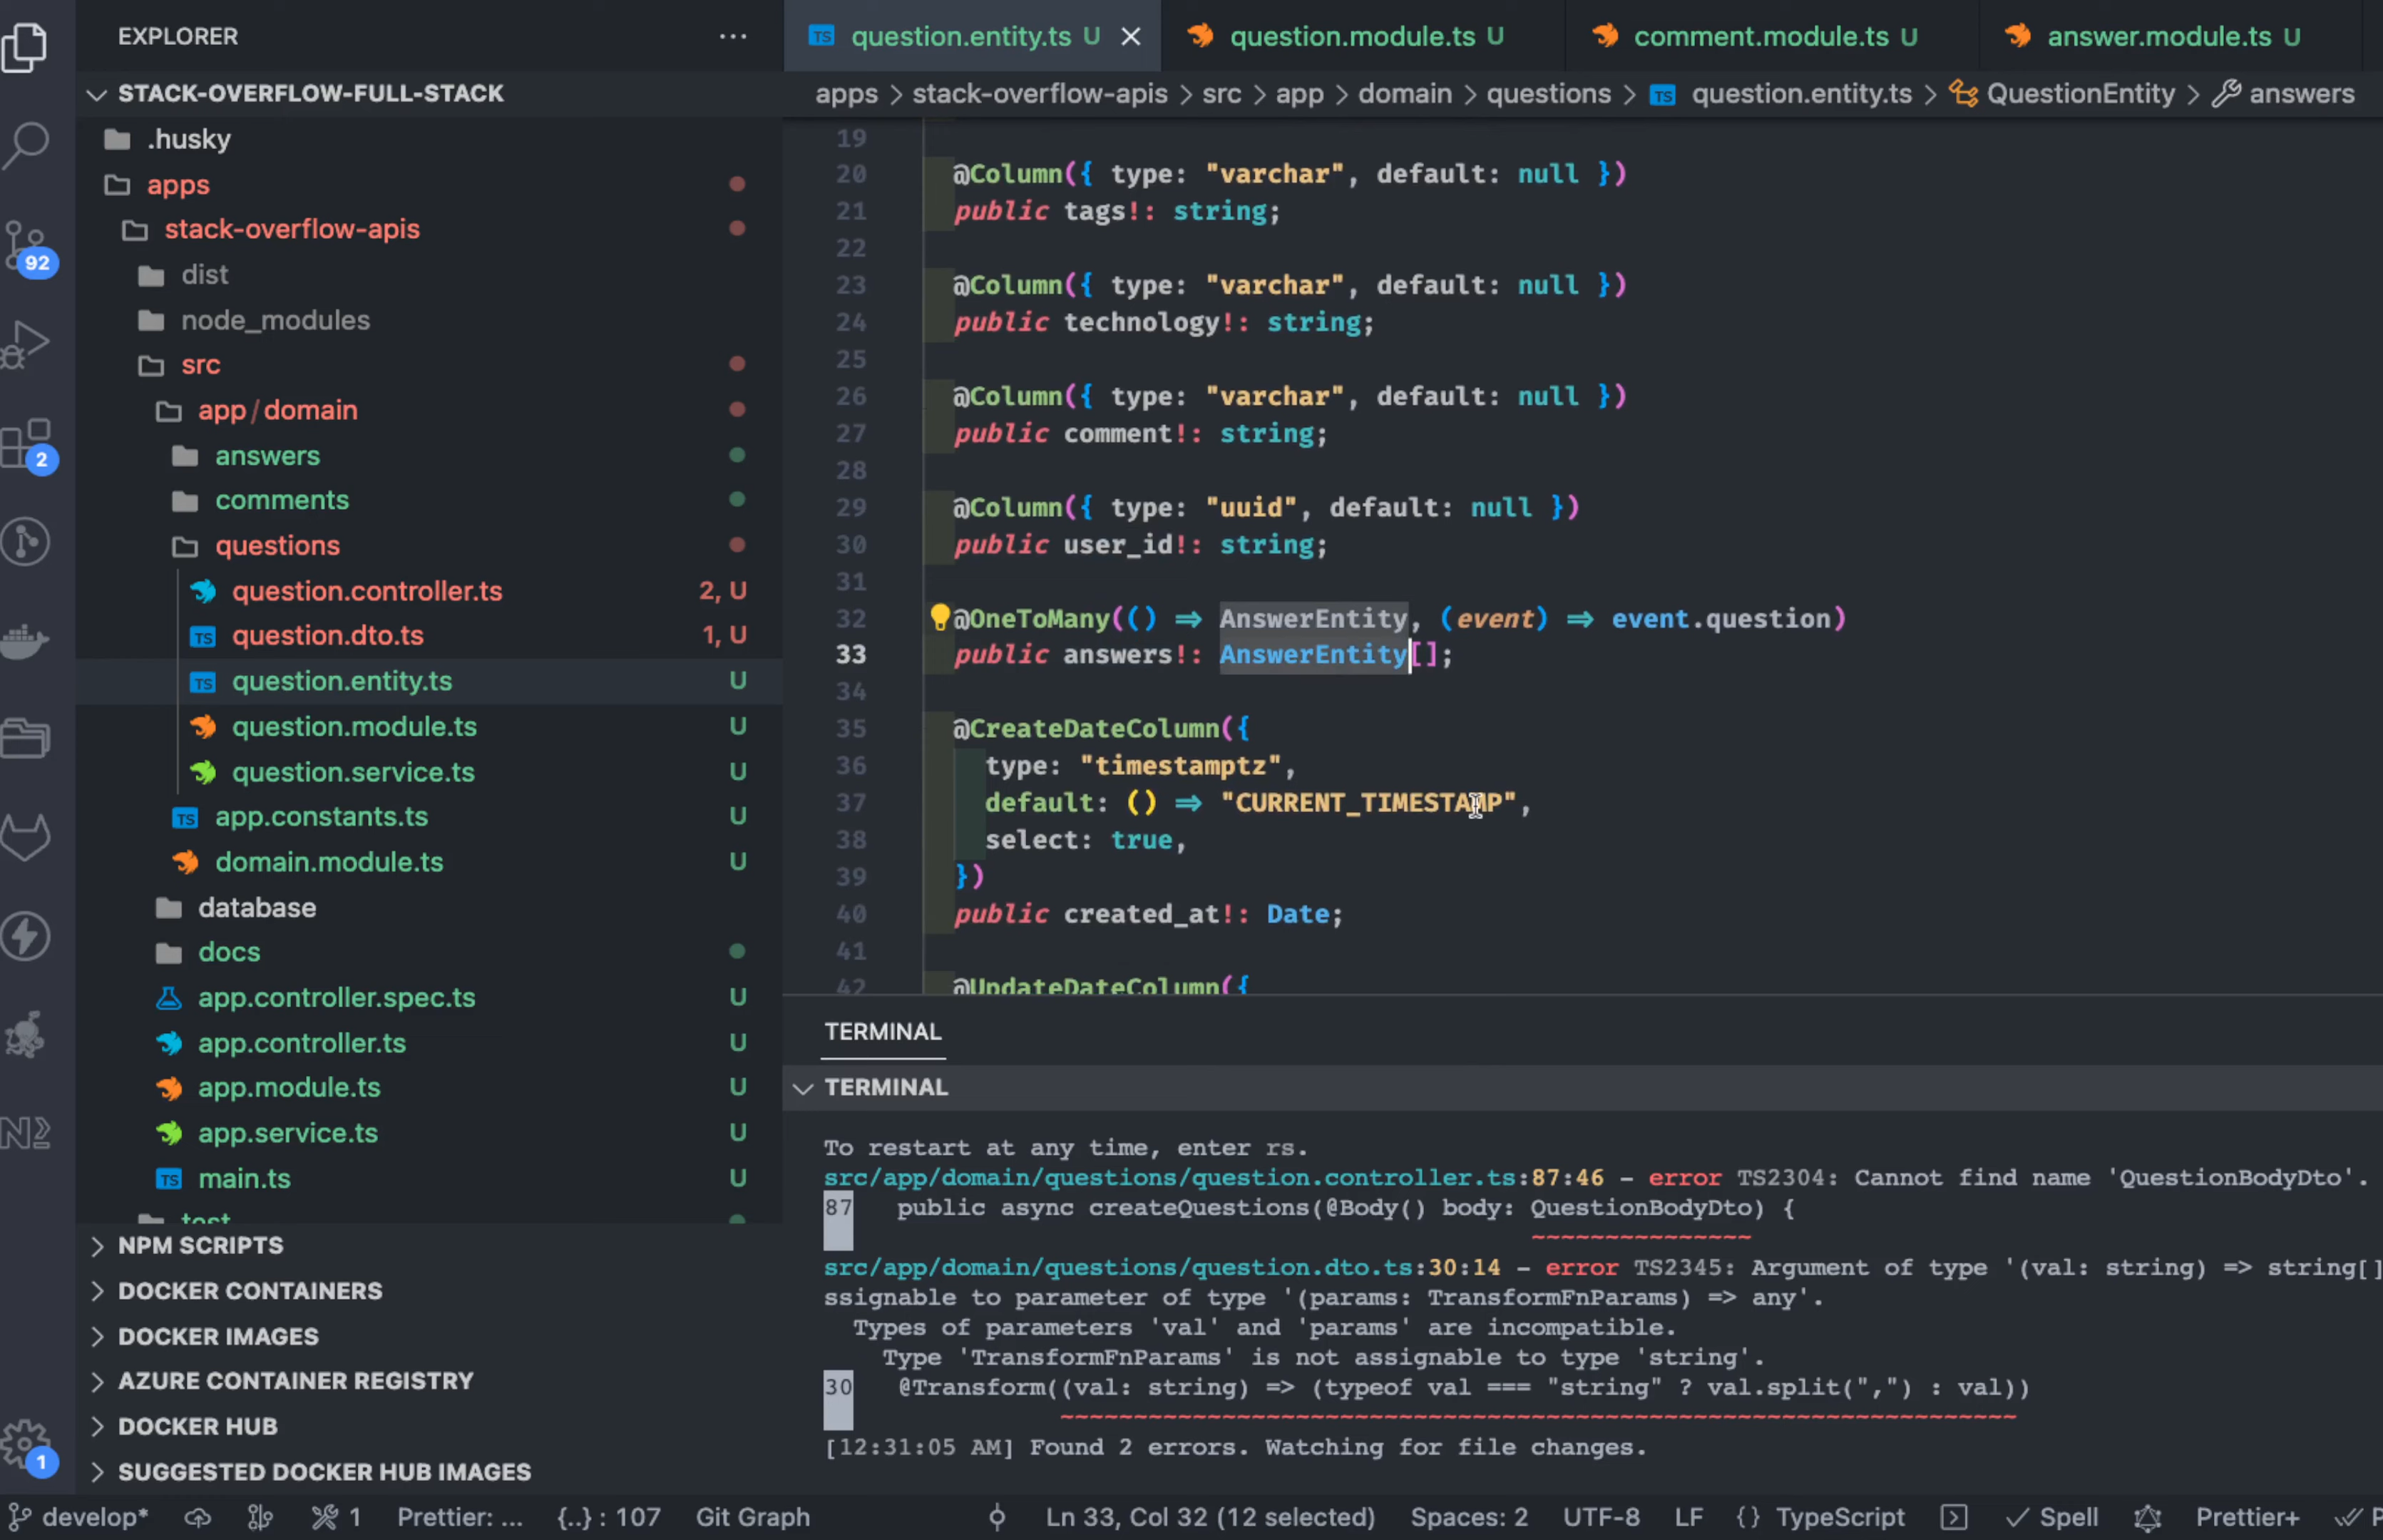 EXPLORER
STACK-OVERFLOW-FULL-STACK
.husky
apps
stack-overflow-apis
dist
node_modules
src
app/domain
answers
comments
questions
question.controller.ts 2, U
question.dto.ts 1, U
question.entity.ts U
question.module.ts U
question.service.ts U
app.constants.ts U
domain.module.ts U
database
docs
app.controller.spec.ts U
app.controller.ts U
app.module.ts U
app.service.ts U
main.ts U
test
NPM SCRIPTS
DOCKER CONTAINERS
DOCKER IMAGES
AZURE CONTAINER REGISTRY
DOCKER HUB
SUGGESTED DOCKER HUB IMAGES
92
2
1
TS question.entity.ts U question.module.ts U comment.module.ts U answer.module.ts U
apps > stack-overflow-apis > src > app > domain > questions > TS question.entity.ts > QuestionEntity > answers
19
20 @Column({ type: "varchar", default: null })
21 public tags!: string;
22
23 @Column({ type: "varchar", default: null })
24 public technology!: string;
25
26 @Column({ type: "varchar", default: null })
27 public comment!: string;
28
29 @Column({ type: "uuid", default: null })
30 public user_id!: string;
31
32 @OneToMany(() => AnswerEntity, (event) => event.question)
33 public answers!: AnswerEntity[];
34
35 @CreateDateColumn({
36 type: "timestamptz",
37 default: () => "CURRENT_TIMESTAMP",
38 select: true,
39 })
40 public created_at!: Date;
41
42 @UpdateDateColumn({
TERMINAL
TERMINAL
To restart at any time, enter rs.
src/app/domain/questions/question.controller.ts:87:46 - error TS2304: Cannot find name 'QuestionBodyDto'.
87 public async createQuestions(@Body() body: QuestionBodyDto) {
~~~~~~~~~~~~~~~
src/app/domain/questions/question.dto.ts:30:14 - error TS2345: Argument of type '(val: string) => string[]
ssignable to parameter of type '(params: TransformFnParams) => any'.
Types of parameters 'val' and 'params' are incompatible.
Type 'TransformFnParams' is not assignable to type 'string'.
30 @Transform((val: string) => (typeof val === "string" ? val.split(",") : val))
~~~~~~~~~~~~~~~~~~~~~~~~~~~~~~~~~~~~~~~~~~~~~~~~~~~~~~~~~~~~~~~~~
[12:31:05 AM] Found 2 errors. Watching for file changes.
develop* 1 Prettier: ... {..} : 107 Git Graph Ln 33, Col 32 (12 selected) Spaces: 2 UTF-8 LF {} TypeScript Spell Prettier+ P